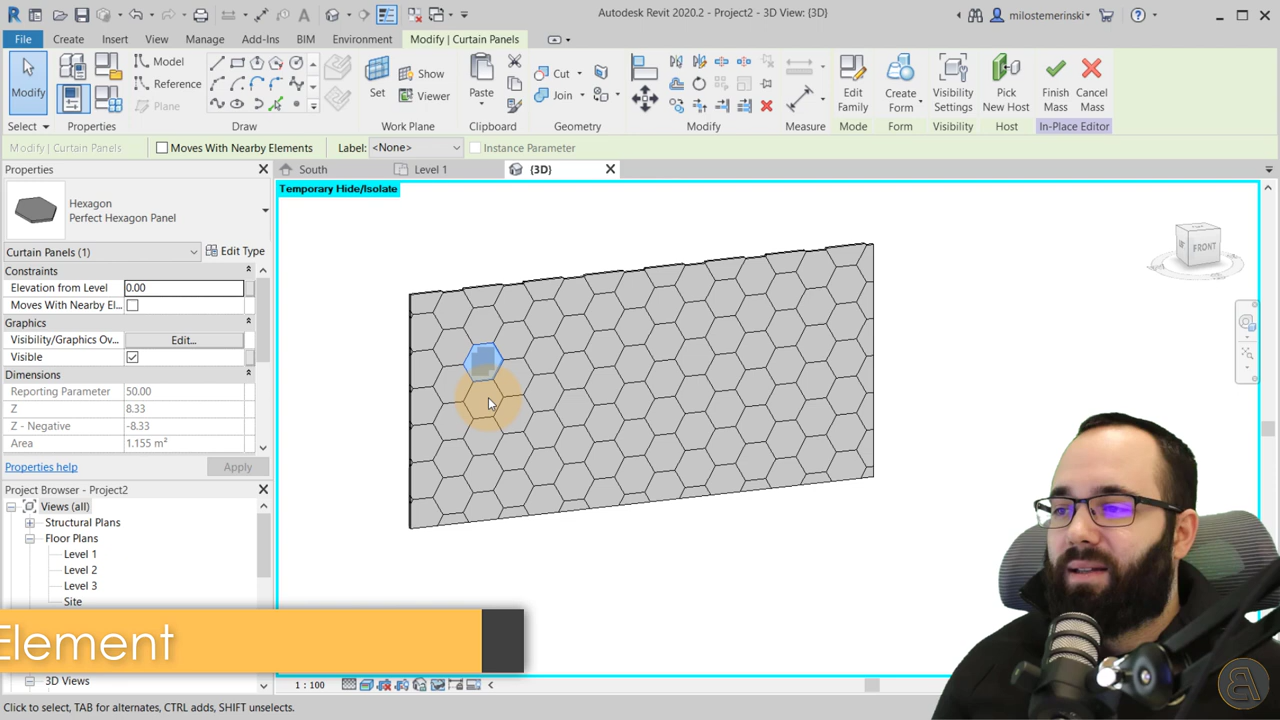 Autodesk Revit 2020.2 - Project2 - 3D View: {3D}
milostemerinski
File
Create
Insert
View
Manage
Add-Ins
BIM
Environment
Modify | Curtain Panels
Modify
Model
Reference
Plane
Set
Show
Viewer
Paste
Cut
Join
Edit
Family
Create
Form
Visibility
Settings
Pick
New Host
Finish
Mass
Cancel
Mass
Select
Properties
Draw
Work Plane
Clipboard
Geometry
Modify
Measure
Mode
Form
Visibility
Host
In-Place Editor
Modify | Curtain Panels
Moves With Nearby Elements
Label:
<None>
Instance Parameter
Properties
South
Level 1
{3D}
Temporary Hide/Isolate
Hexagon
Perfect Hexagon Panel
Curtain Panels (1)
Edit Type
Constraints
Elevation from Level
0.00
Moves With Nearby El...
Graphics
Visibility/Graphics Ov...
Edit...
Visible
Dimensions
Reporting Parameter
50.00
Z
8.33
Z - Negative
-8.33
Area
1.155 m²
Properties help
Apply
Project Browser - Project2
Views (all)
Structural Plans
Floor Plans
Level 1
Level 2
Level 3
Site
3D Views
FRONT
Element
1 : 100
Click to select, TAB for alternates, CTRL adds, SHIFT unselects.